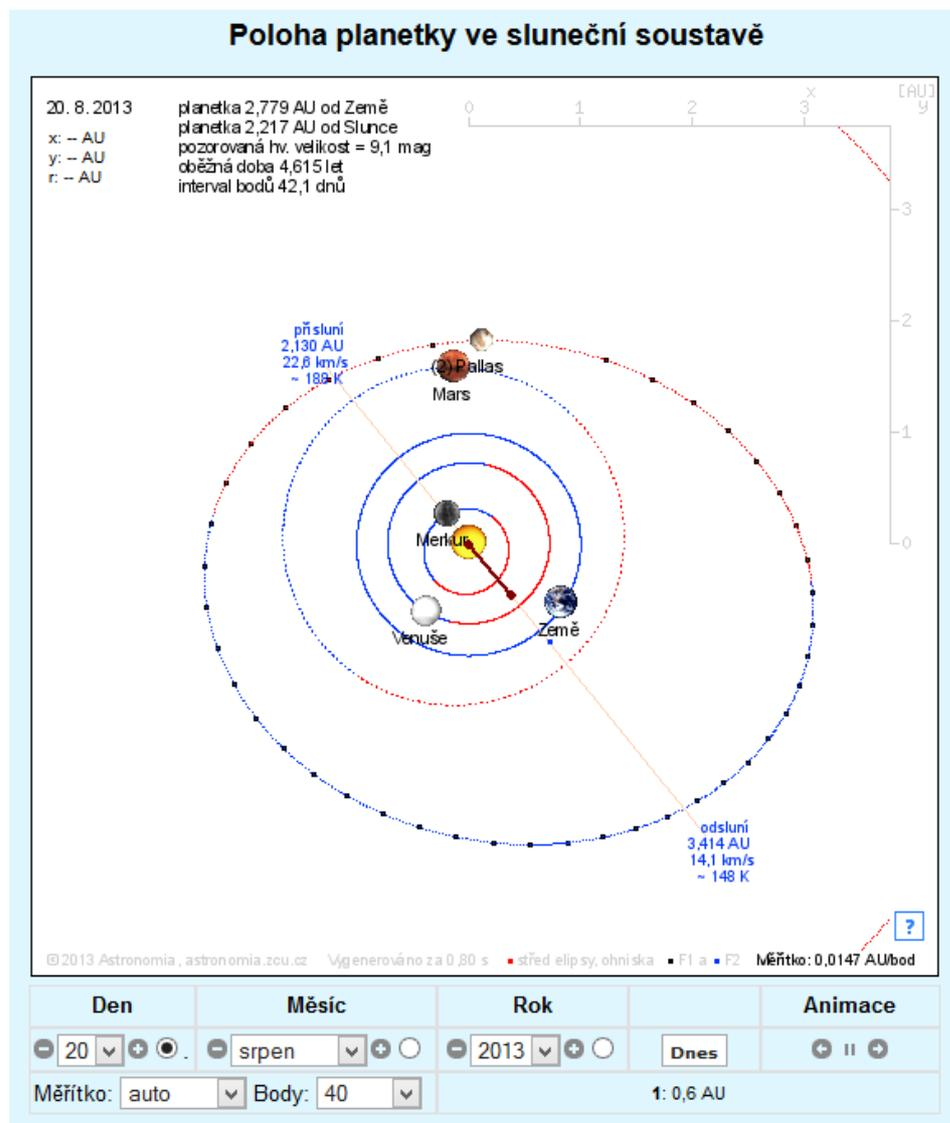 Poloha planetky ve sluneční soustavě
20. 8. 2013
x: -- AU
y: -- AU
r: -- AU
planetka 2,779 AU od Země
planetka 2,217 AU od Slunce
pozorovaná hv. velikost = 9,1 mag
oběžná doba 4,615 let
interval bodů 42,1 dnů
x [AU]
0 1 2 3 y
3
2
1
0
přísluní
2,130 AU
22,6 km/s
~ 188 K
(2) Pallas
Mars
Merkur
Venuše
Země
odsluní
3,414 AU
14,1 km/s
~ 148 K
?
©2013 Astronomia, astronomia.zcu.cz Vygenerováno za 0,80 s střed elipsy, ohniska F1 a F2 Měřítko: 0,0147 AU/bod
Den Měsíc Rok Animace
20 . srpen 2013 Dnes
Měřítko: auto Body: 40 1: 0,6 AU